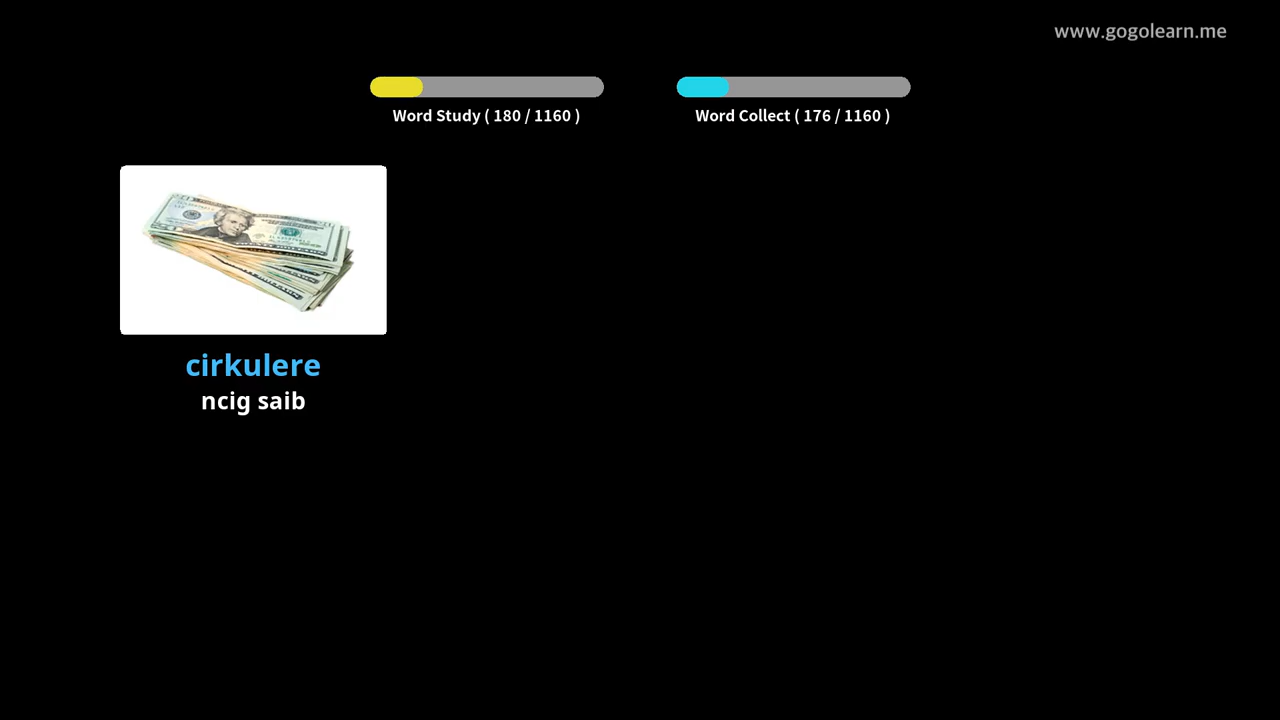 www.gogolearn.me
Word Study ( 180 / 1160 )
Word Collect ( 176 / 1160 )
cirkulere
ncig saib